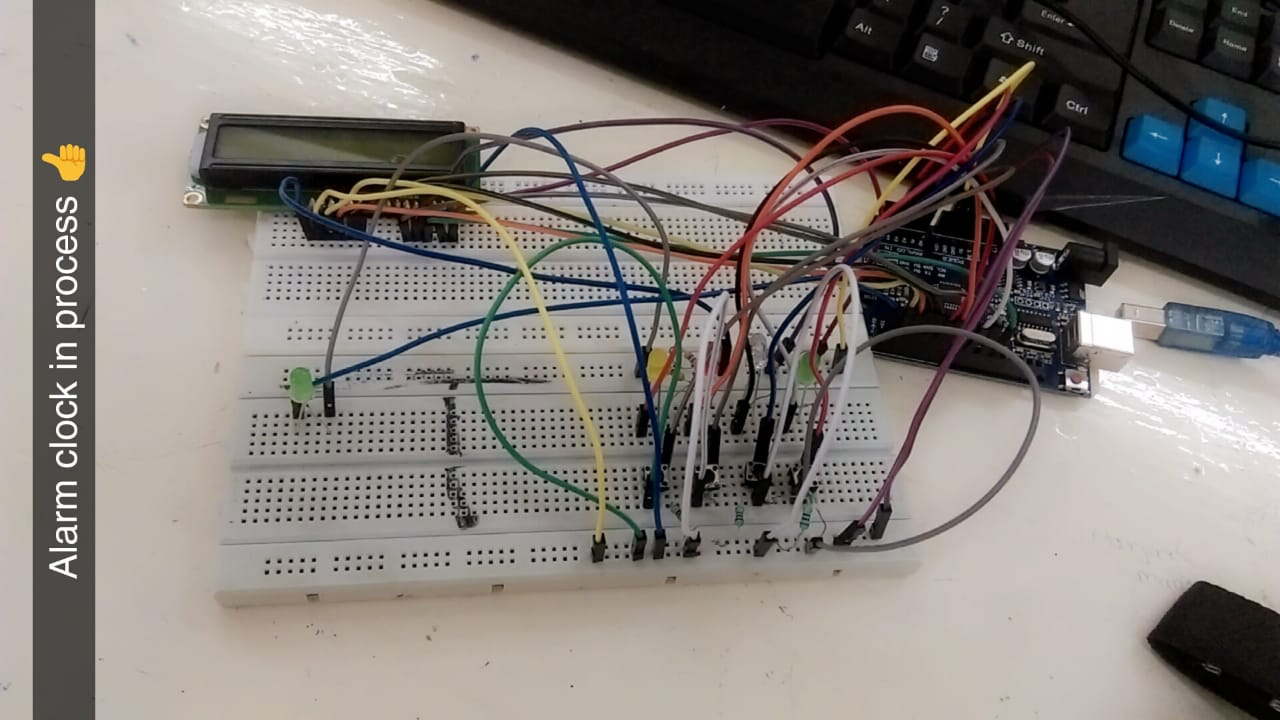 Alarm clock in process 👍
Alt
?
Enter
Shift
Ctrl
Delete
End
Home